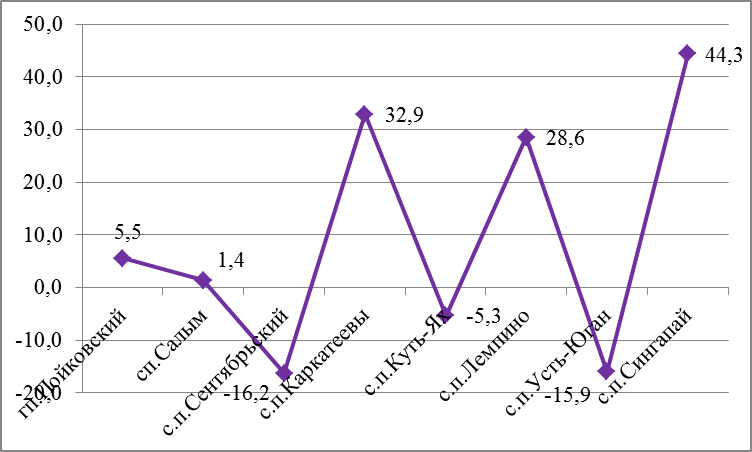 50,0
40,0
30,0
20,0
10,0
0,0
-10,0
-20,0
5,5
1,4
-16,2
32,9
-5,3
28,6
-15,9
44,3
гп.Пойковский
сп.Салым
с.п.Сентябрьский
с.п.Каркатеевы
с.п.Куть-Ях
с.п.Лемпино
с.п.Усть-Юган
с.п.Сингапай